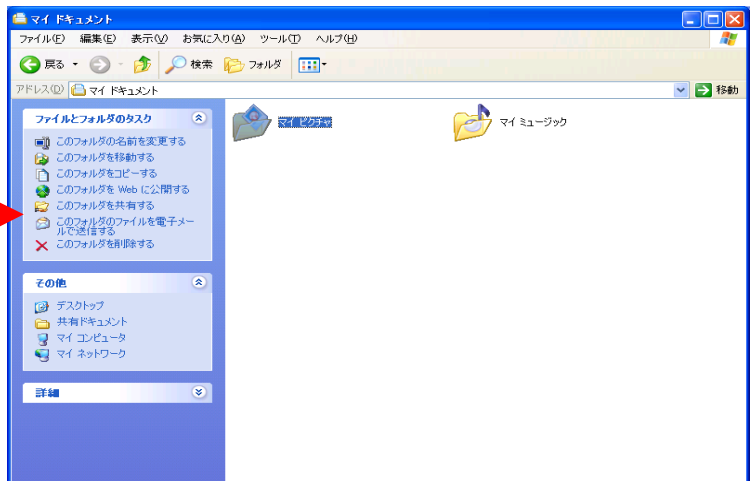 マイ ドキュメント
ファイル(F) 編集(E) 表示(V) お気に入り(A) ツール(T) ヘルプ(H)
戻る 検索 フォルダ
アドレス(D) マイ ドキュメント 移動
ファイルとフォルダのタスク
このフォルダの名前を変更する
このフォルダを移動する
このフォルダをコピーする
このフォルダを Web に公開する
このフォルダを共有する
このフォルダのファイルを電子メー
ルで送信する
このフォルダを削除する
その他
デスクトップ
共有ドキュメント
マイ コンピュータ
マイ ネットワーク
詳細
マイ ピクチャ
マイ ミュージック